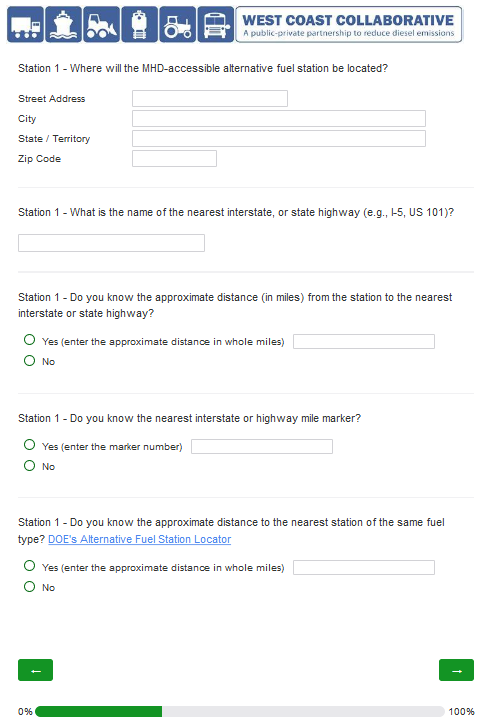 WEST COAST COLLABORATIVE
A public-private partnership to reduce diesel emissions
Station 1 - Where will the MHD-accessible alternative fuel station be located?
Street Address
City
State / Territory
Zip Code
Station 1 - What is the name of the nearest interstate, or state highway (e.g., I-5, US 101)?
Station 1 - Do you know the approximate distance (in miles) from the station to the nearest
interstate or state highway?
Yes (enter the approximate distance in whole miles)
No
Station 1 - Do you know the nearest interstate or highway mile marker?
Yes (enter the marker number)
No
Station 1 - Do you know the approximate distance to the nearest station of the same fuel
type? DOE's Alternative Fuel Station Locator
Yes (enter the approximate distance in whole miles)
No
← →
0% 100%